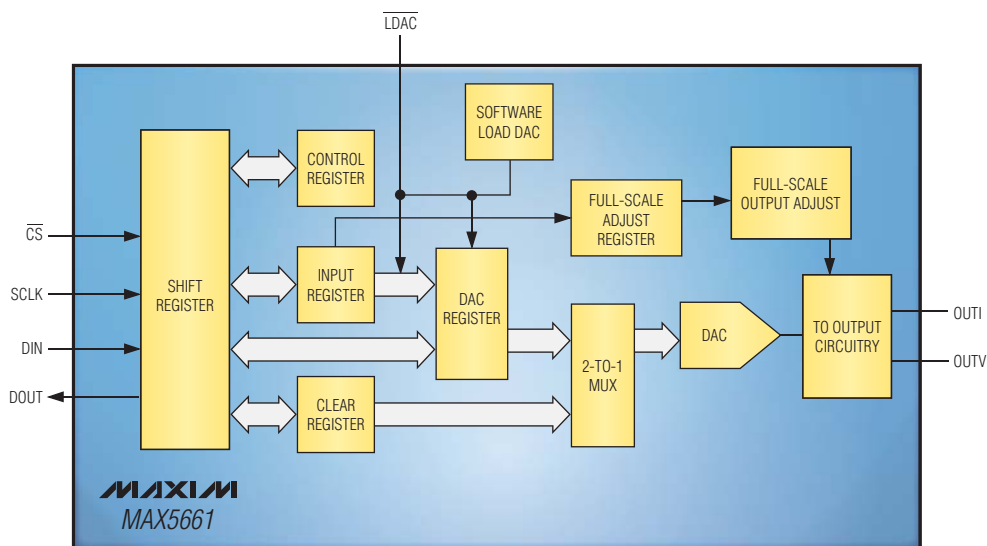 LDAC
SOFTWARE
LOAD DAC
CONTROL
REGISTER
FULL-SCALE
OUTPUT ADJUST
FULL-SCALE
ADJUST
REGISTER
CS
SCLK
DIN
DOUT
SHIFT
REGISTER
INPUT
REGISTER
DAC
REGISTER
2-TO-1
MUX
DAC
TO OUTPUT
CIRCUITRY
OUTI
OUTV
CLEAR
REGISTER
MAXIM
MAX5661